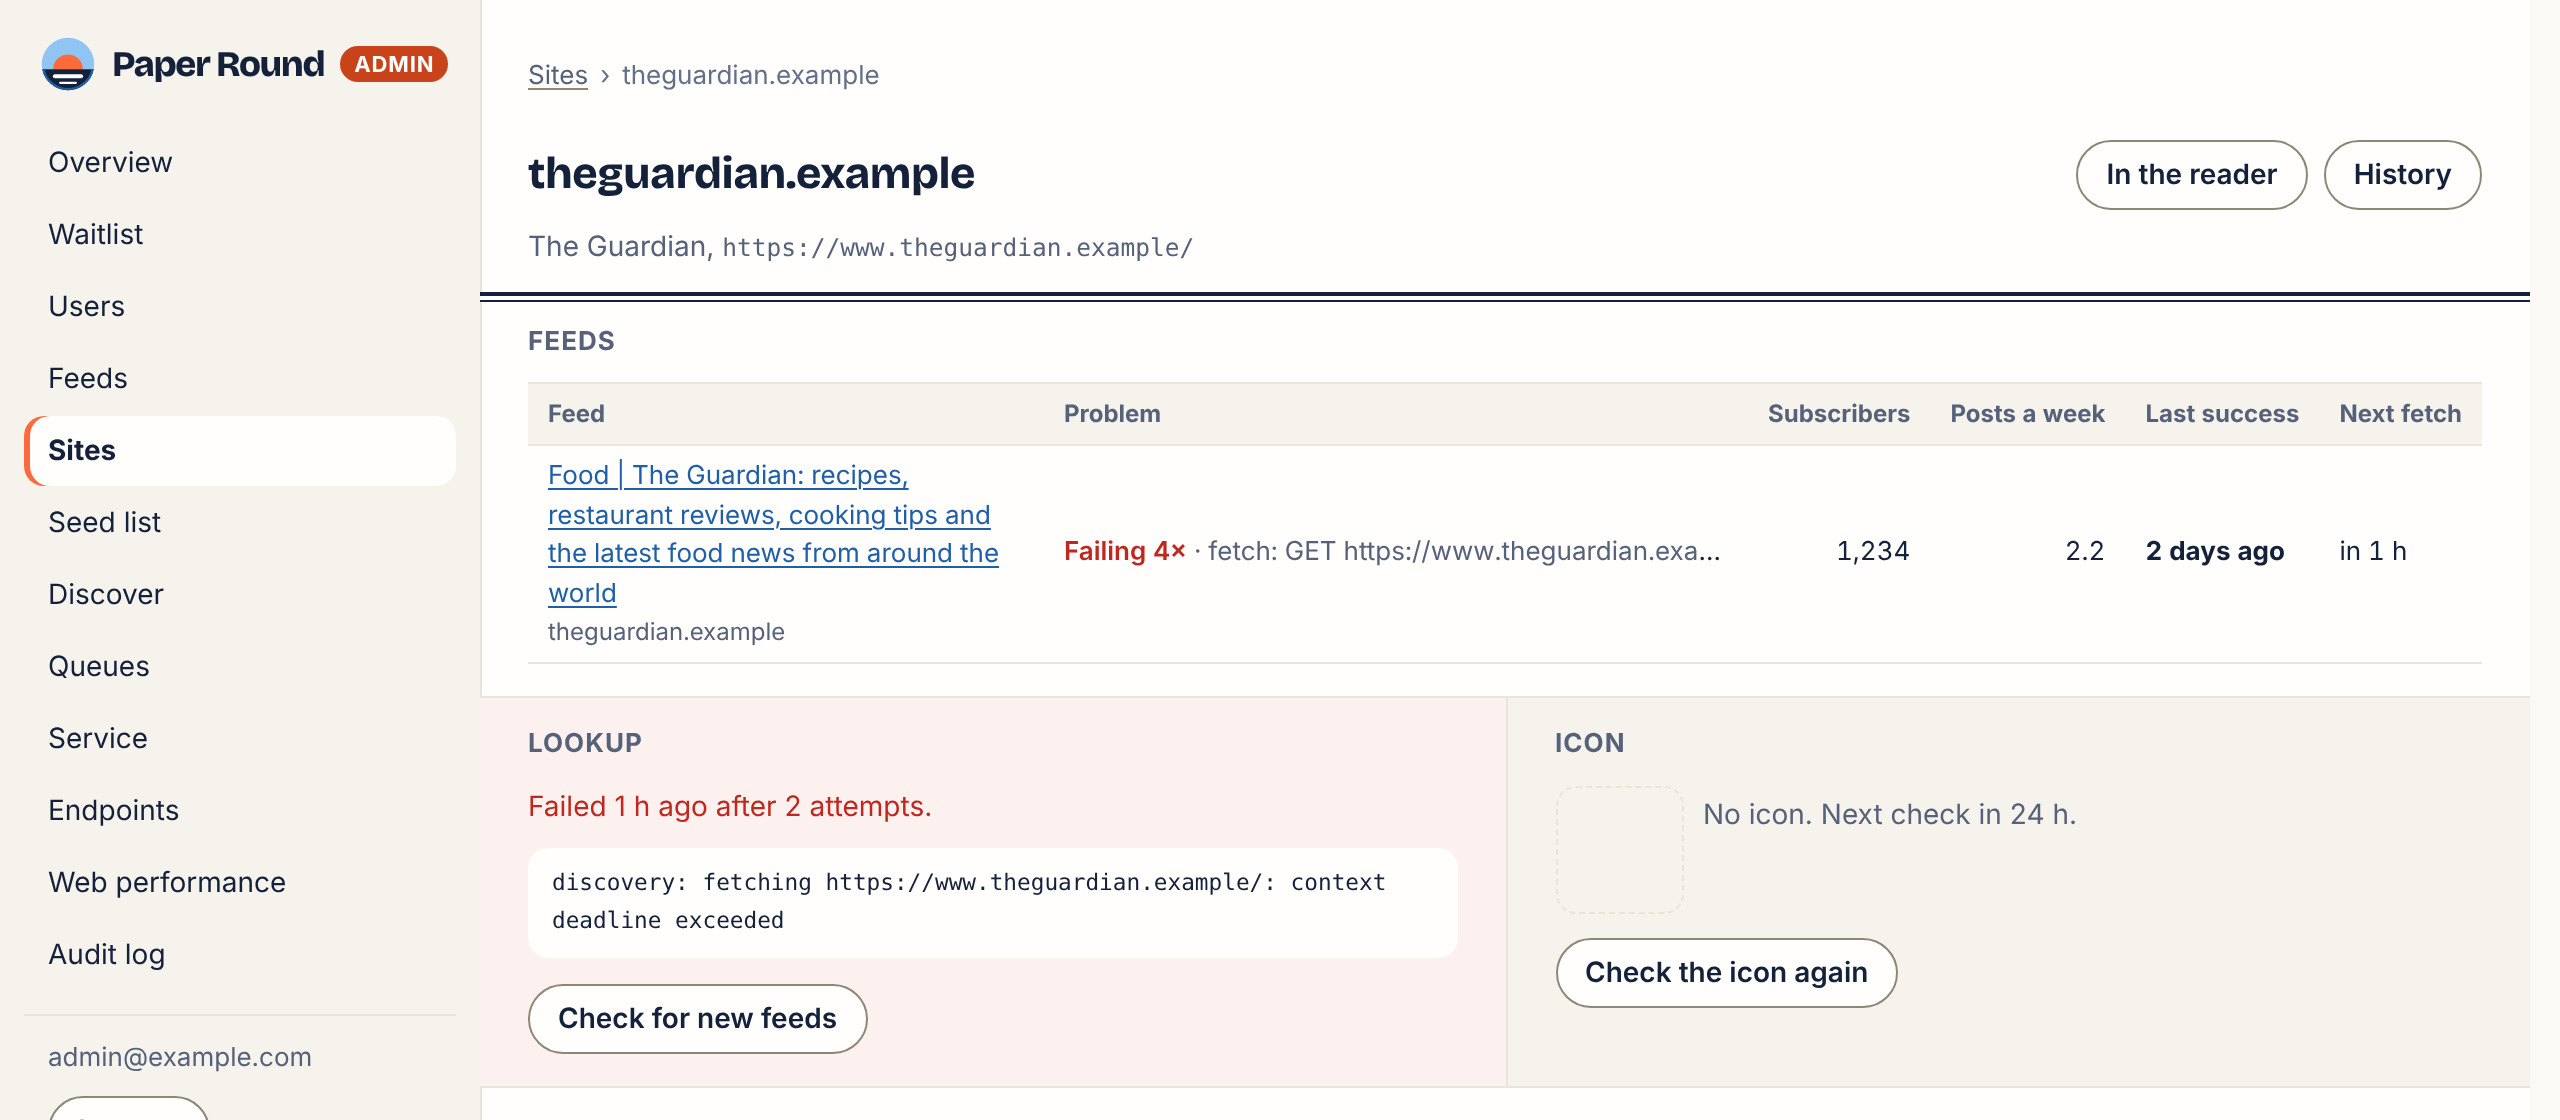 Paper Round ADMIN
Overview
Waitlist
Users
Feeds
Sites
Seed list
Discover
Queues
Service
Endpoints
Web performance
Audit log
admin@example.com
Sites › theguardian.example
theguardian.example
In the reader
History
The Guardian, https://www.theguardian.example/
FEEDS
Feed Problem Subscribers Posts a week Last success Next fetch
Food | The Guardian: recipes,
restaurant reviews, cooking tips and
the latest food news from around the
world
theguardian.example
Failing 4× · fetch: GET https://www.theguardian.exa... 1,234 2.2 2 days ago in 1 h
LOOKUP
Failed 1 h ago after 2 attempts.
discovery: fetching https://www.theguardian.example/: context
deadline exceeded
Check for new feeds
ICON
No icon. Next check in 24 h.
Check the icon again